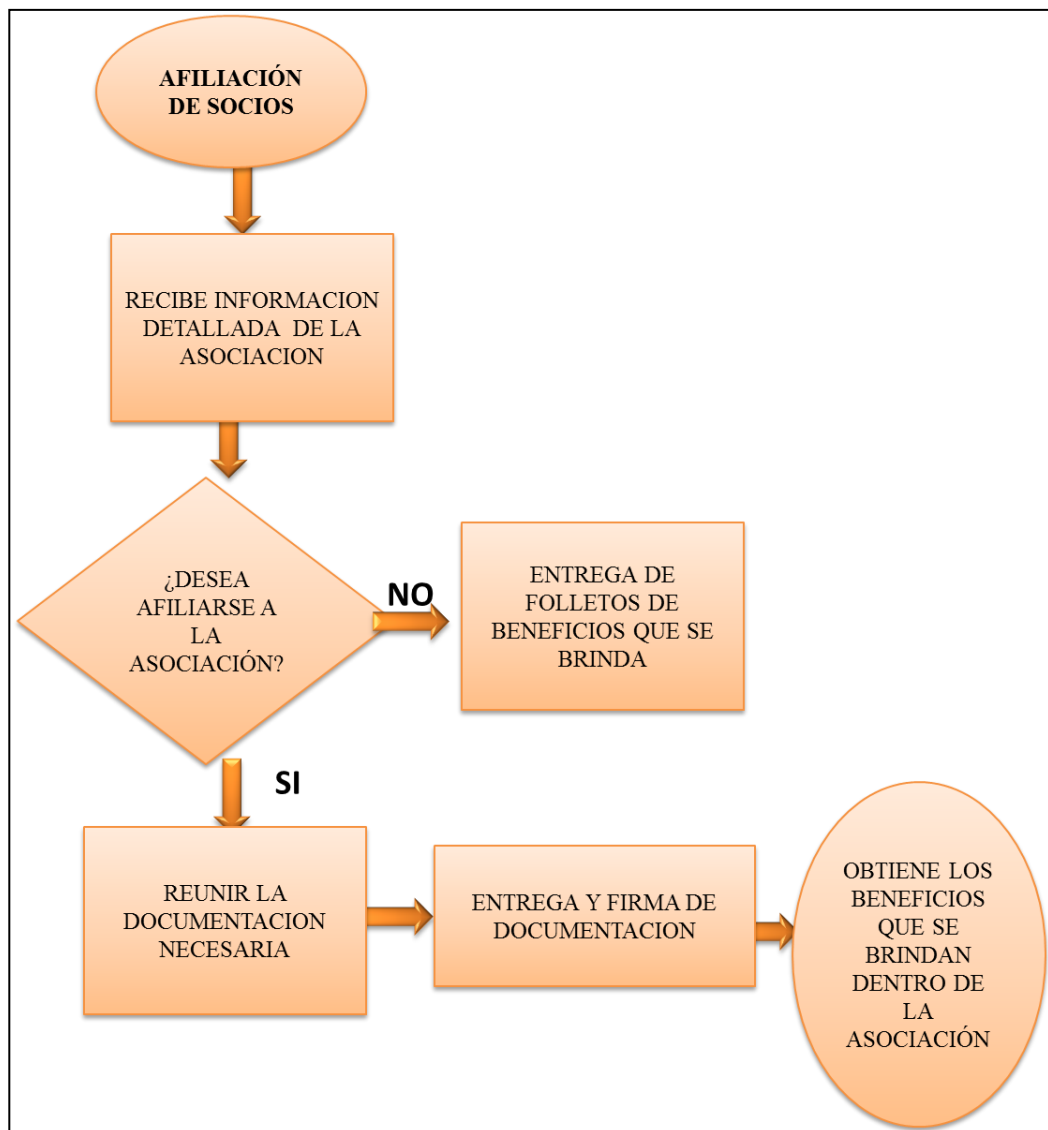 AFILIACIÓN
DE SOCIOS
RECIBE INFORMACION
DETALLADA DE LA
ASOCIACION
¿DESEA
AFILIARSE A
LA
ASOCIACIÓN?
NO
ENTREGA DE
FOLLETOS DE
BENEFICIOS QUE SE
BRINDA
SI
REUNIR LA
DOCUMENTACION
NECESARIA
ENTREGA Y FIRMA DE
DOCUMENTACION
OBTIENE LOS
BENEFICIOS
QUE SE
BRINDAN
DENTRO DE
LA
ASOCIACIÓN